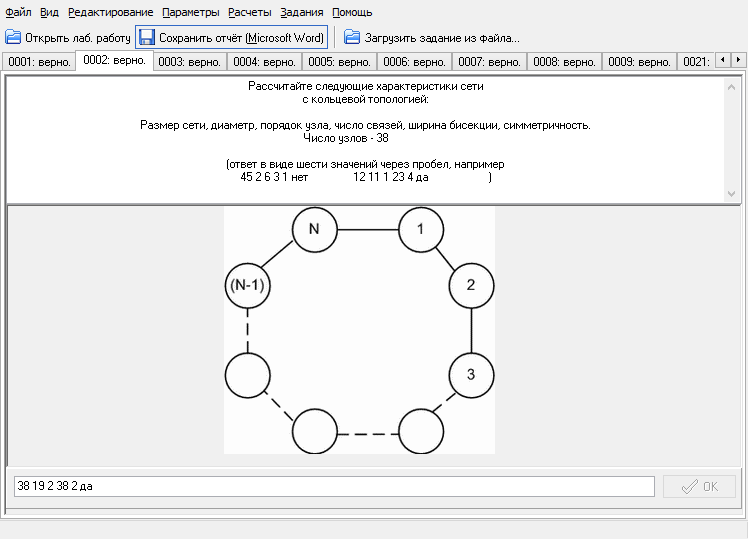 Файл Вид Редактирование Параметры Расчеты Задания Помощь
Открыть лаб. работу Сохранить отчёт (Microsoft Word) Загрузить задание из файла...
0001: верно. 0002: верно. 0003: верно. 0004: верно. 0005: верно. 0006: верно. 0007: верно. 0008: верно. 0009: верно. 0021:
Рассчитайте следующие характеристики сети
с кольцевой топологией:
Размер сети, диаметр, порядок узла, число связей, ширина бисекции, симметричность.
Число узлов - 38
(ответ в виде шести значений через пробел, например
45 2 6 3 1 нет 12 11 1 23 4 да )
N 1
(N-1) 2
3
38 19 2 38 2 да OK